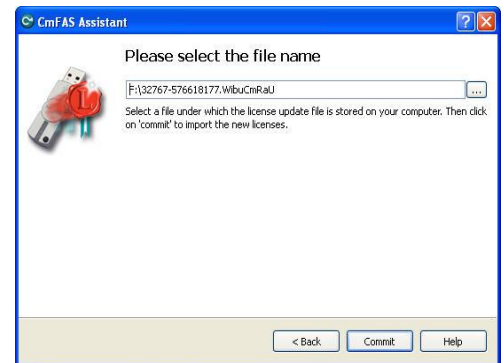 CmFAS Assistant
Please select the file name
F:\32767-576618177.WibuCmRaU
...
Select a file under which the license update file is stored on your computer. Then click
on 'commit' to import the new licenses.
< Back
Commit
Help